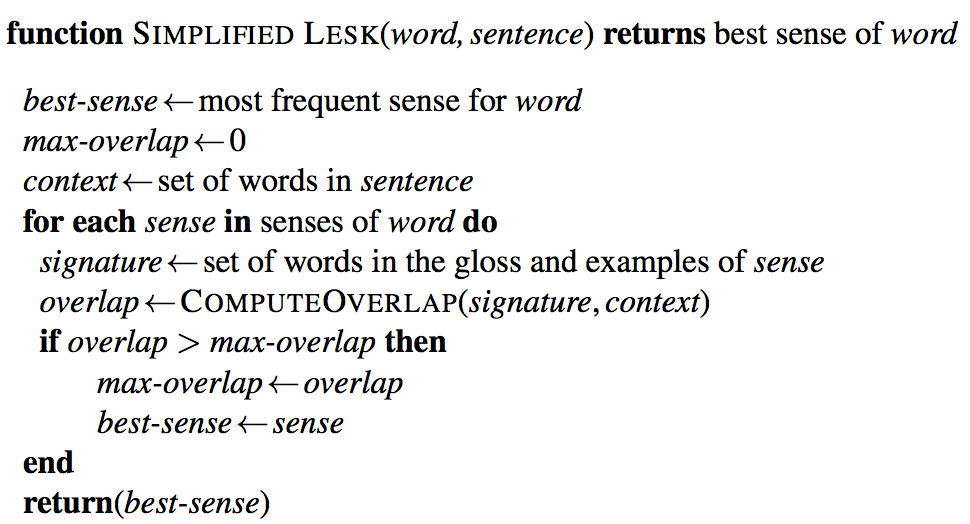 function SIMPLIFIED LESK(word, sentence) returns best sense of word
best-sense ← most frequent sense for word
max-overlap ← 0
context ← set of words in sentence
for each sense in senses of word do
signature ← set of words in the gloss and examples of sense
overlap ← COMPUTEOVERLAP(signature, context)
if overlap > max-overlap then
max-overlap ← overlap
best-sense ← sense
end
return(best-sense)